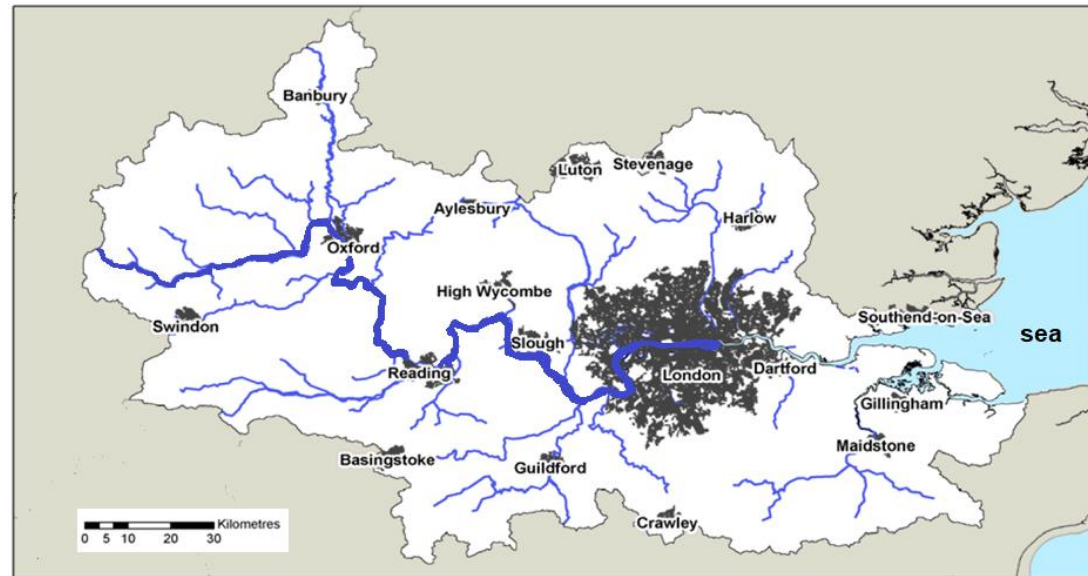 Banbury
Luton
Stevenage
Aylesbury
Harlow
Oxford
High Wycombe
Swindon
Southend-on-Sea
sea
Slough
Reading
London
Dartford
Gillingham
Maidstone
Basingstoke
Guildford
Crawley
Kilometres
0 5 10 20 30